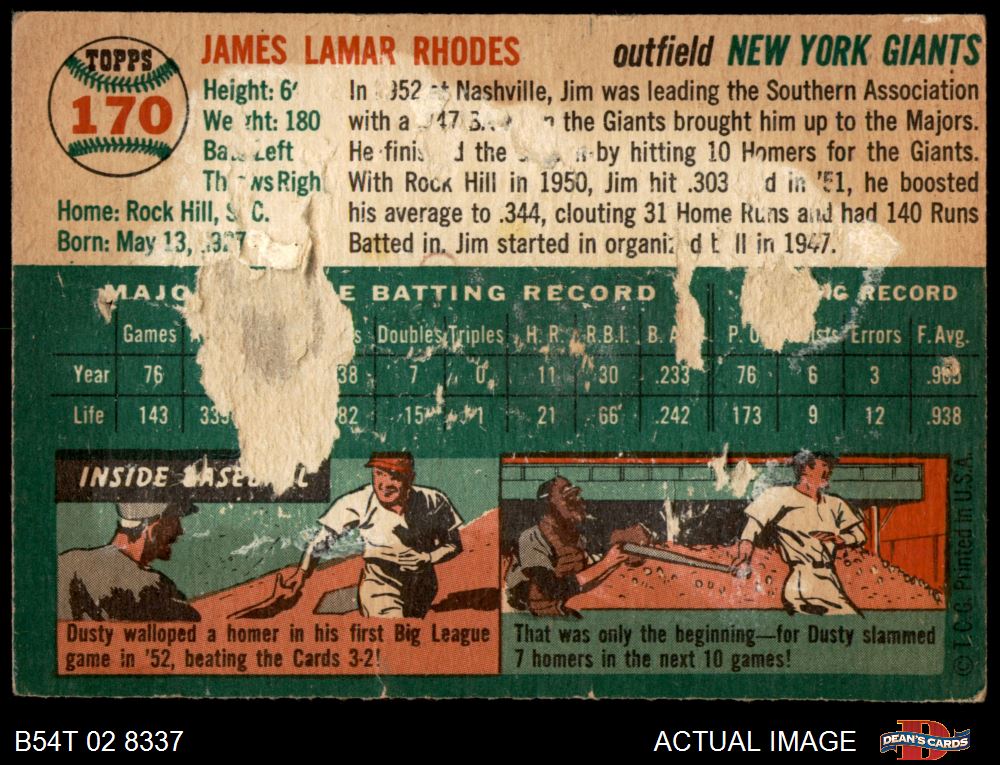 TOPPS
170
JAMES LAMAR RHODES outfield NEW YORK GIANTS
Height: 6'
180
Left
Home: Rock Hill, C.
Born: May 13,
In Nashville, Jim was leading the Southern Association
with a the Giants brought him up to the Majors.
He the by hitting 10 Homers for the Giants.
With Rock Hill in 1950, Jim hit .303 in '51, he boosted
his average to .344, clouting 31 Home Runs and had 140 Runs
Batted in. Jim started in in 1947.
BATTING RECORD RECORD
Games Doubles Triples H. R. R.B.I. B. Errors F. Avg.
Year 76 7 0 11 30 .233 76 6 3
Life 143 15 1 21 66 .242 173 9 12 .938
INSIDE
Dusty walloped a homer in his first Big League
game in '52, beating the Cards 3-2!
That was only the beginning—for Dusty slammed
7 homers in the next 10 games!
© T.C.G. Printed in U.S.A.
B54T 02 8337
ACTUAL IMAGE
DEAN'S CARDS